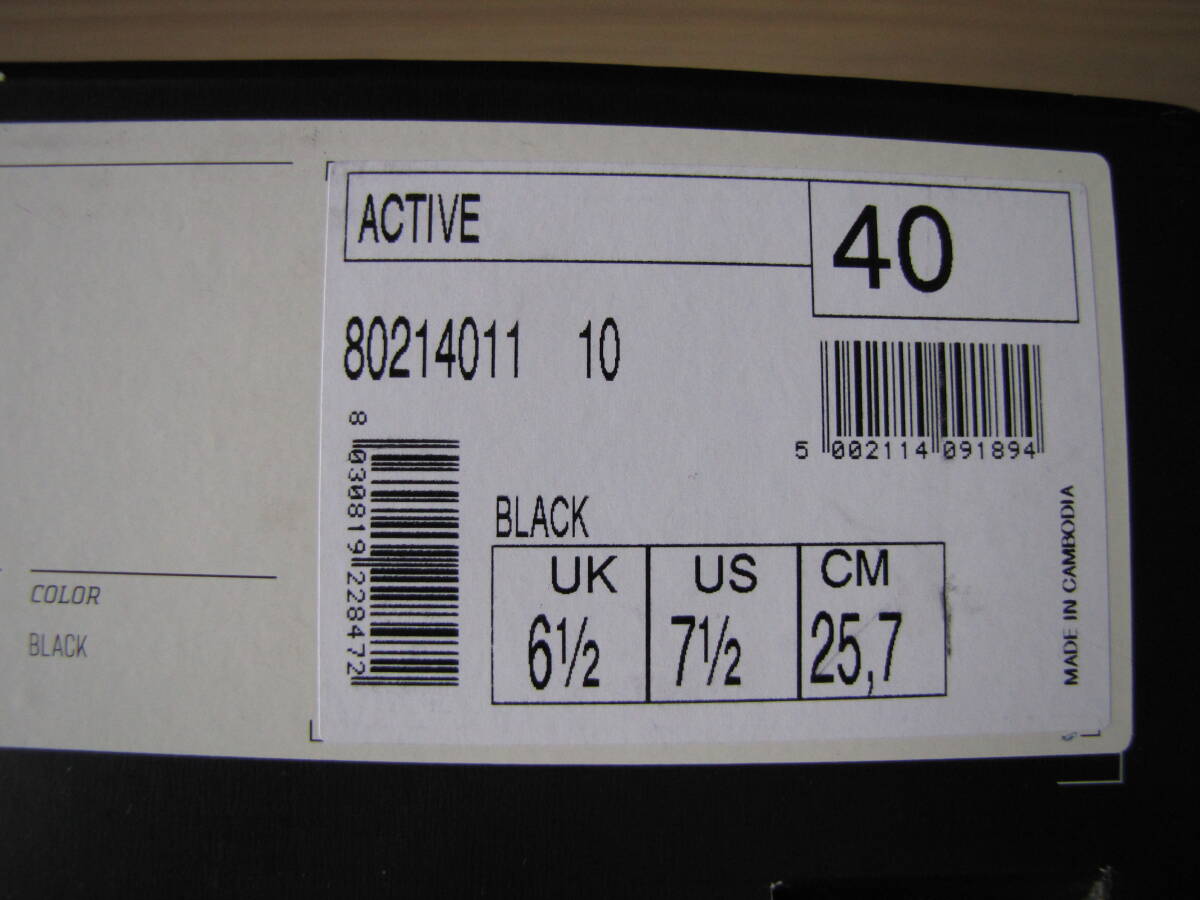 ACTIVE
40
80214011 10
8 030819 228472
5 002114 091894
BLACK
UK US CM
6½ 7½ 25,7
MADE IN CAMBODIA
COLOR
BLACK